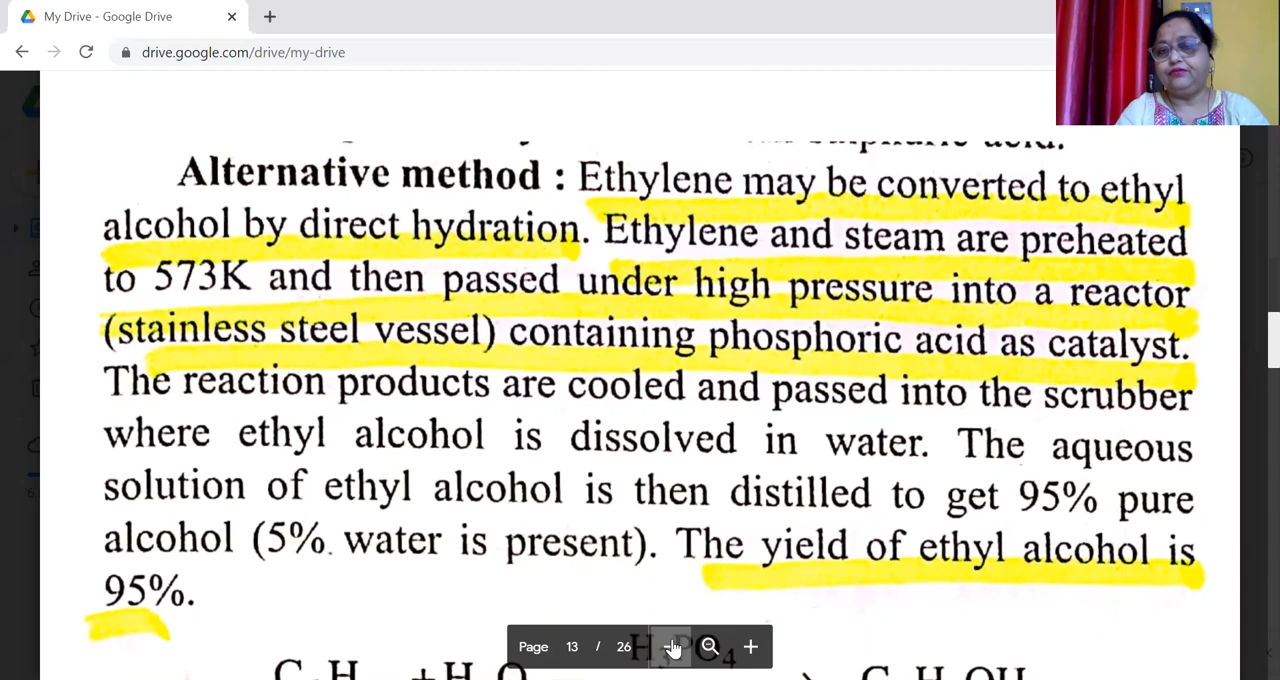 My Drive - Google Drive
drive.google.com/drive/my-drive
Alternative method : Ethylene may be converted to ethyl
alcohol by direct hydration. Ethylene and steam are preheated
to 573K and then passed under high pressure into a reactor
(stainless steel vessel) containing phosphoric acid as catalyst.
The reaction products are cooled and passed into the scrubber
where ethyl alcohol is dissolved in water. The aqueous
solution of ethyl alcohol is then distilled to get 95% pure
alcohol (5% water is present). The yield of ethyl alcohol is
95%.
Page 13 / 26